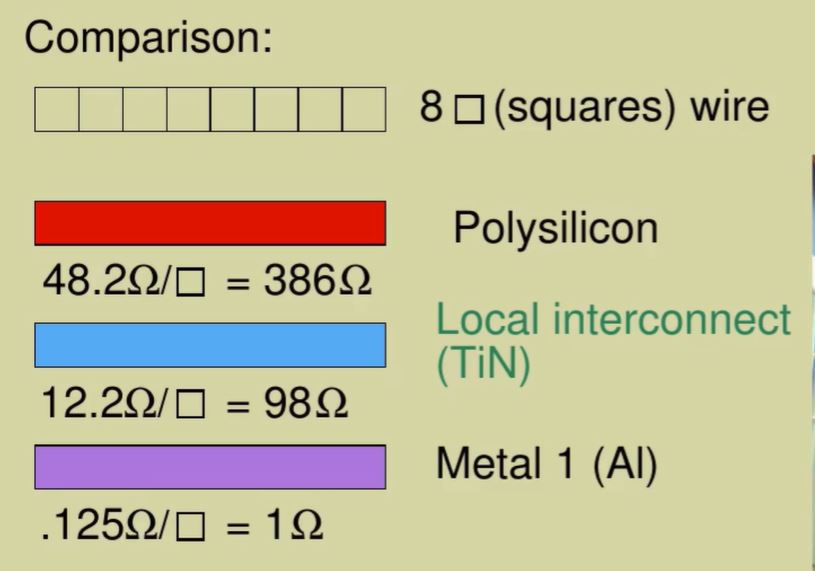 Comparison:
8 □ (squares) wire
Polysilicon
48.2Ω/□ = 386Ω
Local interconnect
(TiN)
12.2Ω/□ = 98Ω
Metal 1 (Al)
.125Ω/□ = 1Ω